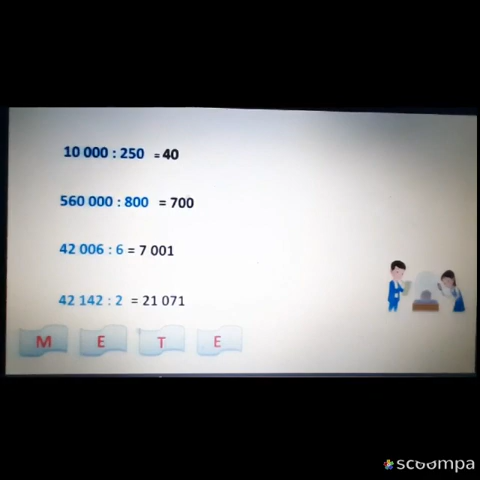 10 000 : 250 = 40
560 000 : 800 = 700
42 006 : 6 = 7 001
42 142 : 2 = 21 071
M E T E
scoompa